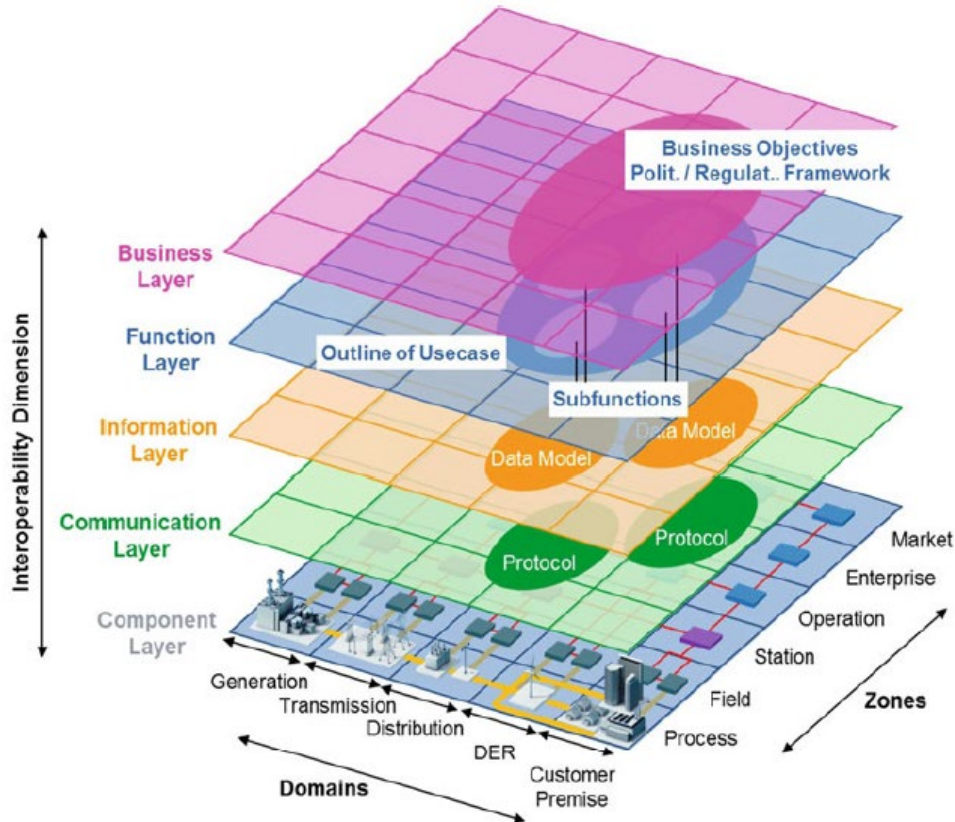 Business Objectives
Polit. / Regulat.. Framework
Business
Layer
Function
Layer
Outline of Usecase
Subfunctions
Information
Layer
Data Model
Data Model
Communication
Layer
Protocol
Protocol
Component
Layer
Interoperability Dimension
Generation
Transmission
Distribution
DER
Customer
Premise
Domains
Market
Enterprise
Operation
Station
Field
Process
Zones